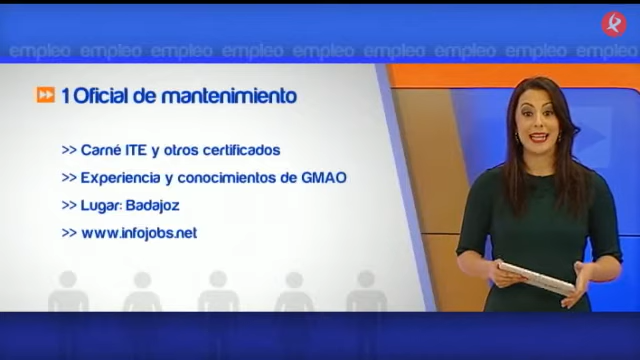 empleo empleo empleo empleo empleo empleo empleo empleo empleo
1 Oficial de mantenimiento
>> Carné ITE y otros certificados
>> Experiencia y conocimientos de GMAO
>> Lugar: Badajoz
>> www.infojobs.net